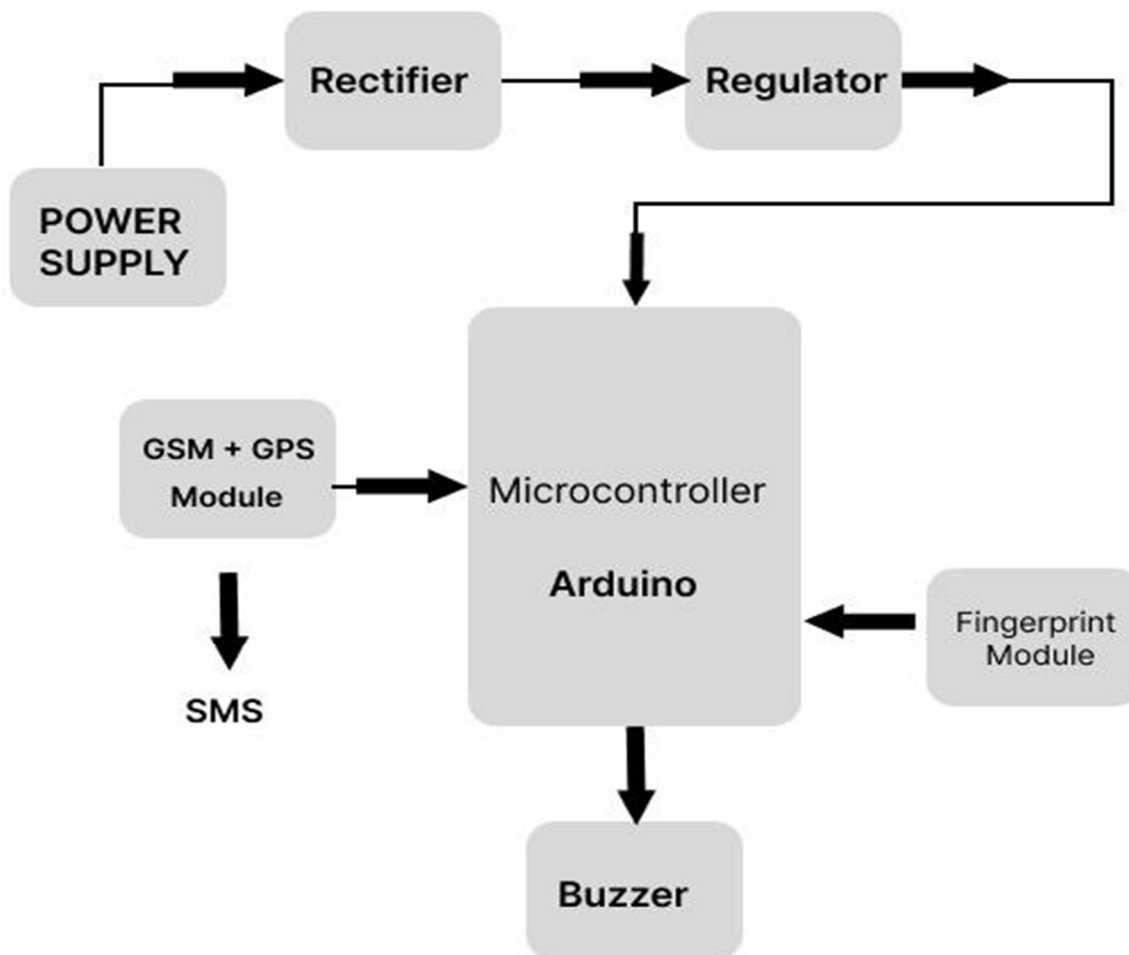 Rectifier
Regulator
POWER
SUPPLY
GSM + GPS
Module
Microcontroller
Arduino
Fingerprint
Module
SMS
Buzzer